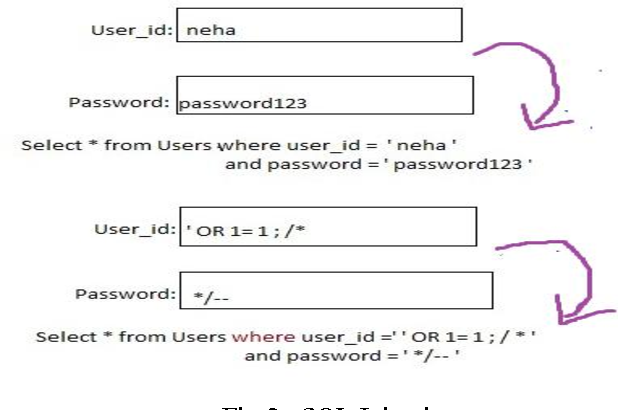 User_id: neha
Password: password123
Select * from Users where user_id = ' neha '
and password = ' password123 '
User_id: ' OR 1= 1 ; /*
Password: */--
Select * from Users where user_id =' ' OR 1= 1 ; / * '
and password = ' */-- '